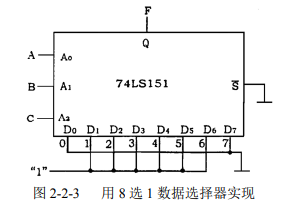 F
Q
A A₀
74LS151
B A₁ S̅
C A₂
D₀ D₁ D₂ D₃ D₄ D₅ D₆ D₇
0 1 2 3 4 5 6 7
“1”
图 2-2-3 用 8 选 1 数据选择器实现